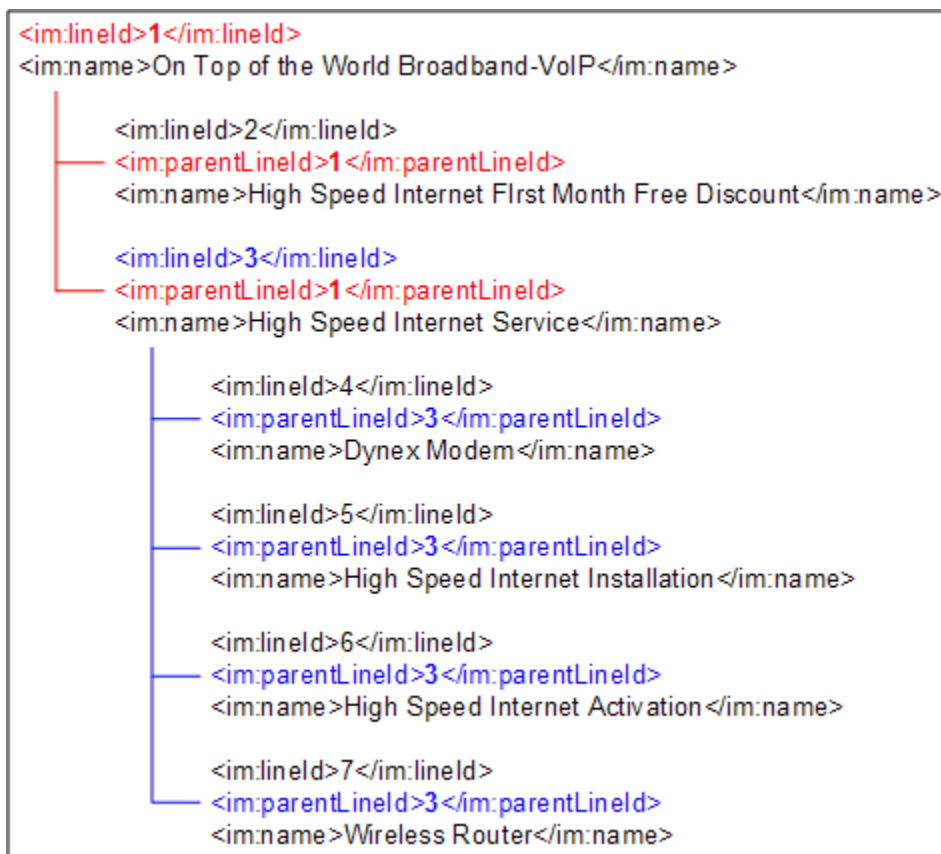 <im:lineId>1</im:lineId>
<im:name>On Top of the World Broadband-VoIP</im:name>
<im:lineId>2</im:lineId>
<im:parentLineId>1</im:parentLineId>
<im:name>High Speed Internet FIrst Month Free Discount</im:name>
<im:lineId>3</im:lineId>
<im:parentLineId>1</im:parentLineId>
<im:name>High Speed Internet Service</im:name>
<im:lineId>4</im:lineId>
<im:parentLineId>3</im:parentLineId>
<im:name>Dynex Modem</im:name>
<im:lineId>5</im:lineId>
<im:parentLineId>3</im:parentLineId>
<im:name>High Speed Internet Installation</im:name>
<im:lineId>6</im:lineId>
<im:parentLineId>3</im:parentLineId>
<im:name>High Speed Internet Activation</im:name>
<im:lineId>7</im:lineId>
<im:parentLineId>3</im:parentLineId>
<im:name>Wireless Router</im:name>